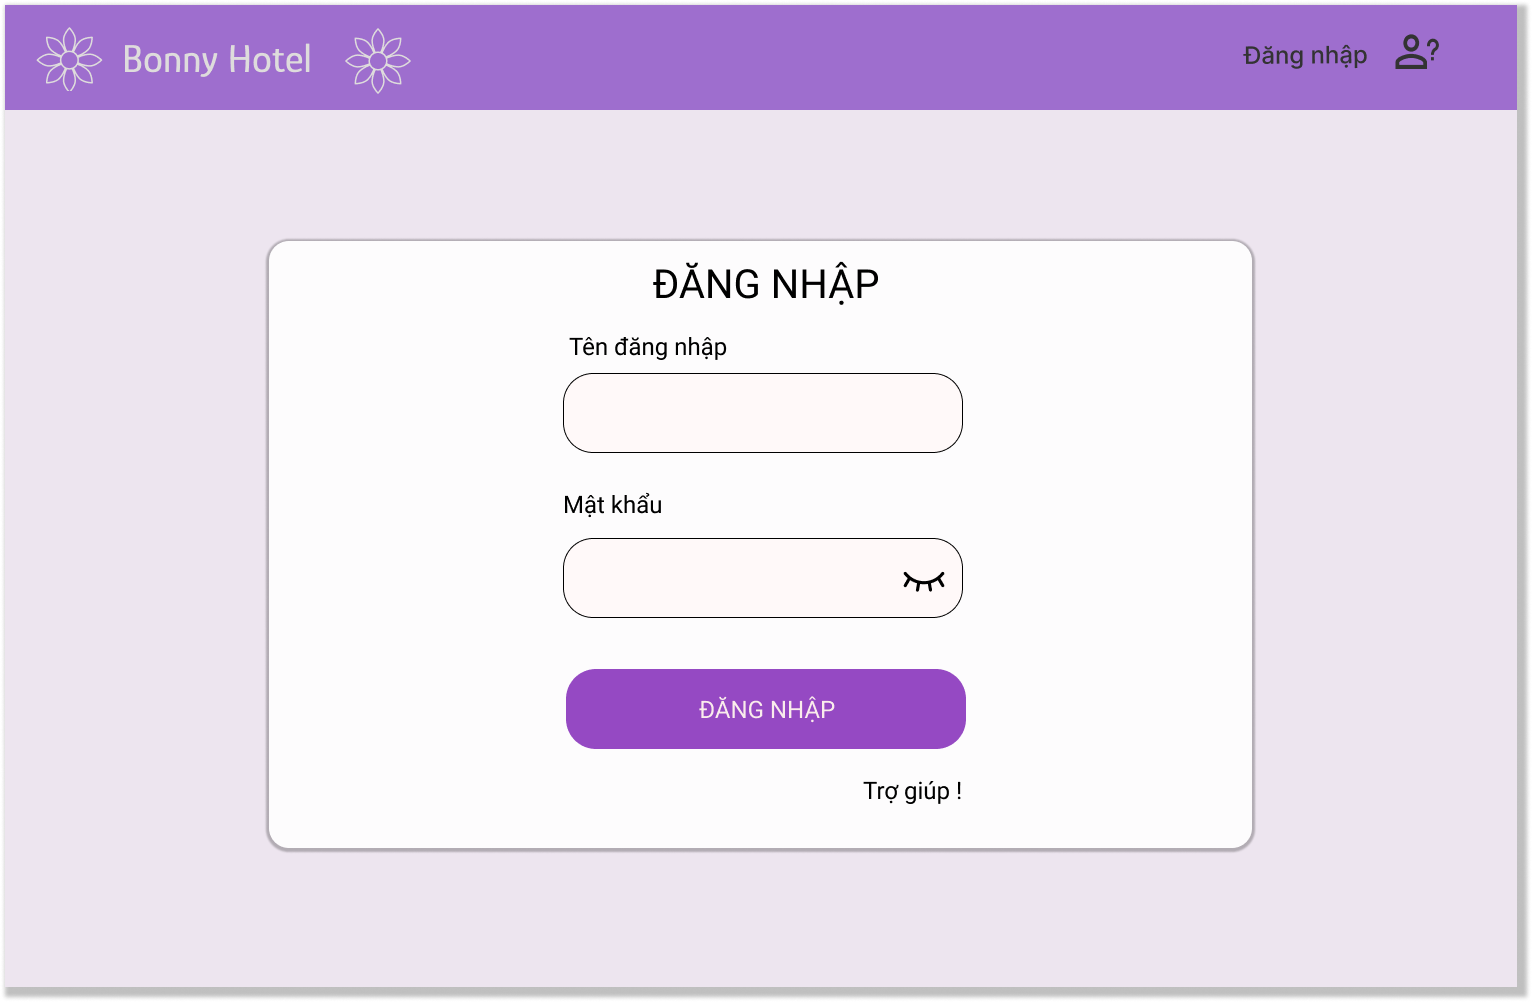 Bonny Hotel
Đăng nhập
ĐĂNG NHẬP
Tên đăng nhập
Mật khẩu
ĐĂNG NHẬP
Trợ giúp !